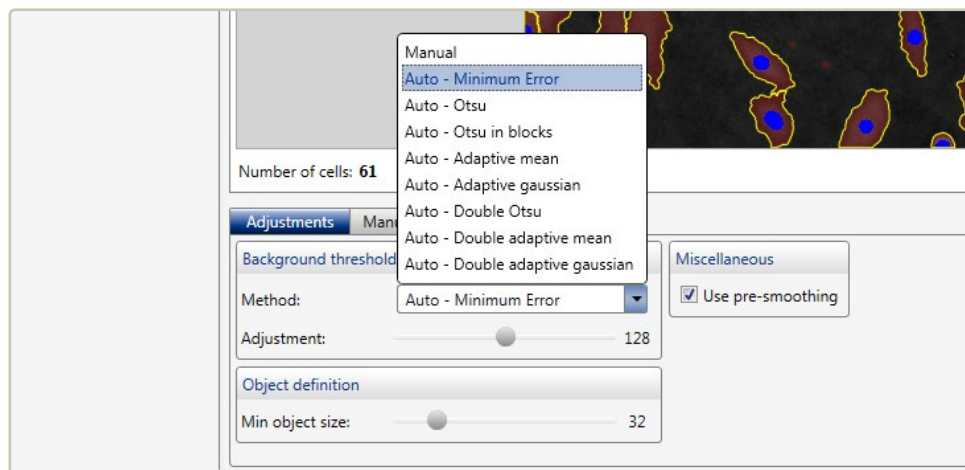 Manual
Auto - Minimum Error
Auto - Otsu
Auto - Otsu in blocks
Auto - Adaptive mean
Auto - Adaptive gaussian
Auto - Double Otsu
Auto - Double adaptive mean
Auto - Double adaptive gaussian
Number of cells: 61
Adjustments
Background threshold
Miscellaneous
Method: Auto - Minimum Error
Use pre-smoothing
Adjustment: 128
Object definition
Min object size: 32